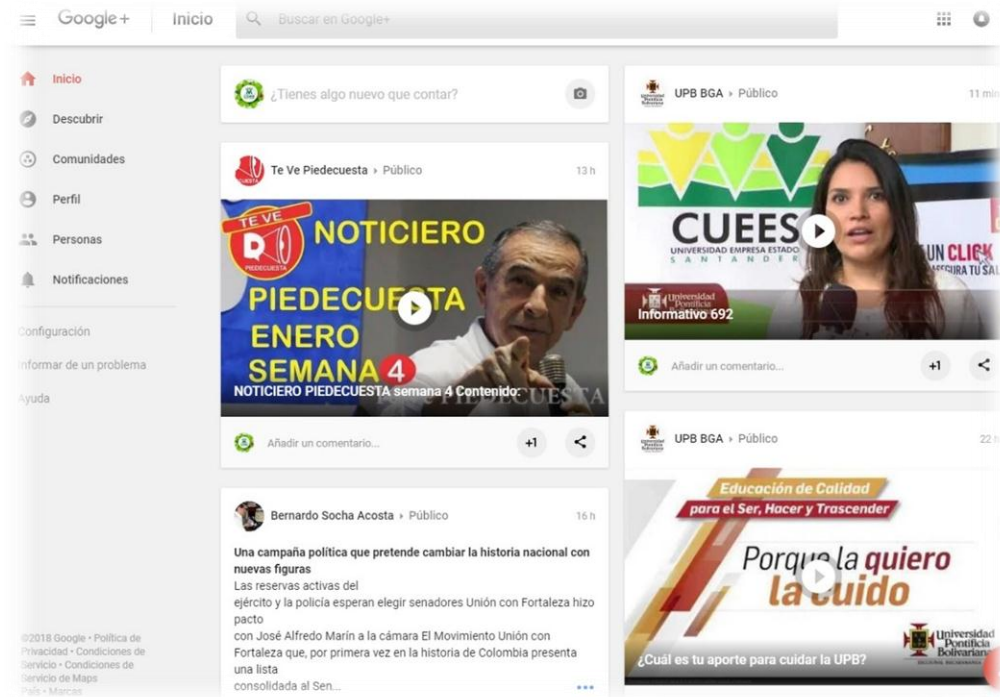 Google+
Inicio
Buscar en Google+
Inicio
Descubrir
Comunidades
Perfil
Personas
Notificaciones
Configuración
Informar de un problema
Ayuda
©2018 Google • Política de
Privacidad • Condiciones de
Servicio • Condiciones de
Servicio de Maps
País • Marcas
¿Tienes algo nuevo que contar?
Te Ve Piedecuesta ▸ Público
13 h
TE VE
PIEDECUESTA
NOTICIERO
PIEDECUESTA
ENERO
SEMANA 4
NOTICIERO PIEDECUESTA semana 4 Contenido:
Añadir un comentario...
+1
Bernardo Socha Acosta ▸ Público
16 h
Una campaña política que pretende cambiar la historia nacional con
nuevas figuras
Las reservas activas del
ejército y la policía esperan elegir senadores Unión con Fortaleza hizo
pacto
con José Alfredo Marín a la cámara El Movimiento Unión con
Fortaleza que, por primera vez en la historia de Colombia presenta
una lista
consolidada al Sen...
UPB BGA ▸ Público
11 min
CUEES
UNIVERSIDAD EMPRESA ESTADO
SANTANDER
UN CLICK
Universidad
Pontificia
Informativo 692
Añadir un comentario...
+1
UPB BGA ▸ Público
22 h
Educación de Calidad
para el Ser, Hacer y Trascender
Porque la quiero
la cuido
Universidad
Pontificia
Bolivariana
¿Cuál es tu aporte para cuidar la UPB?